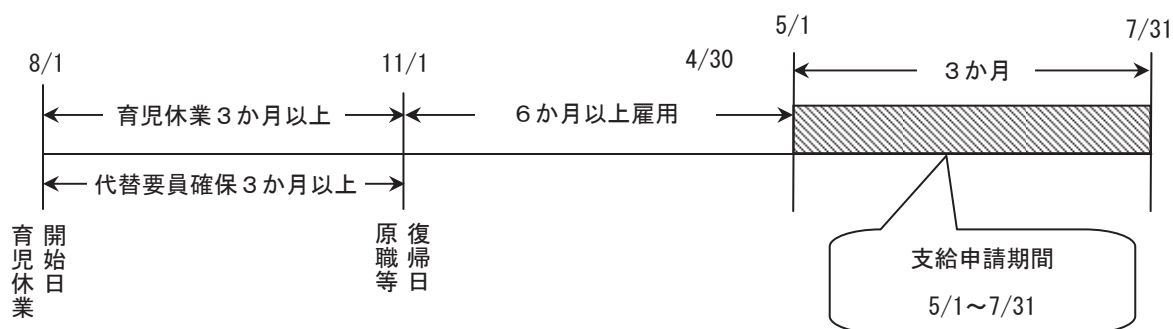 5/1
7/31
8/1
11/1
4/30
3か月
育児休業3か月以上
6か月以上雇用
代替要員確保3か月以上
育児休業
開始日
原職等
復帰日
支給申請期間
5/1～7/31